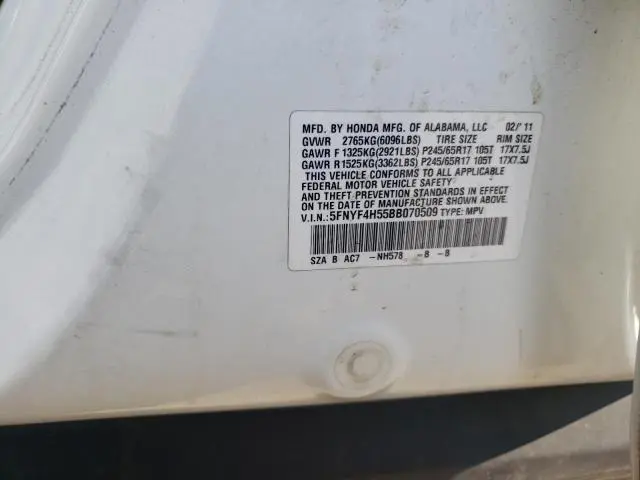 MFD. BY HONDA MFG. OF ALABAMA, LLC 02/'11
GVWR 2765KG(6096LBS) TIRE SIZE RIM SIZE
GAWR F 1325KG(2921LBS) P245/65R17 105T 17X7.5J
GAWR R 1525KG(3362LBS) P245/65R17 105T 17X7.5J
THIS VEHICLE CONFORMS TO ALL APPLICABLE
FEDERAL MOTOR VEHICLE SAFETY
AND THEFT PREVENTION STANDARDS IN EFFECT
ON THE DATE OF MANUFACTURE SHOWN ABOVE.
V.I.N.: 5FNYF4H55BB070509 TYPE: MPV
SZA B AC7 -NH578 -B -B